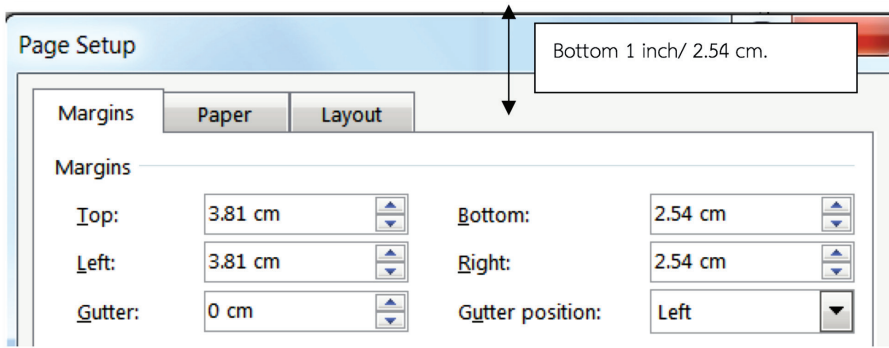 Page Setup
Bottom 1 inch/ 2.54 cm.
Margins Paper Layout
Margins
Top: 3.81 cm Bottom: 2.54 cm
Left: 3.81 cm Right: 2.54 cm
Gutter: 0 cm Gutter position: Left